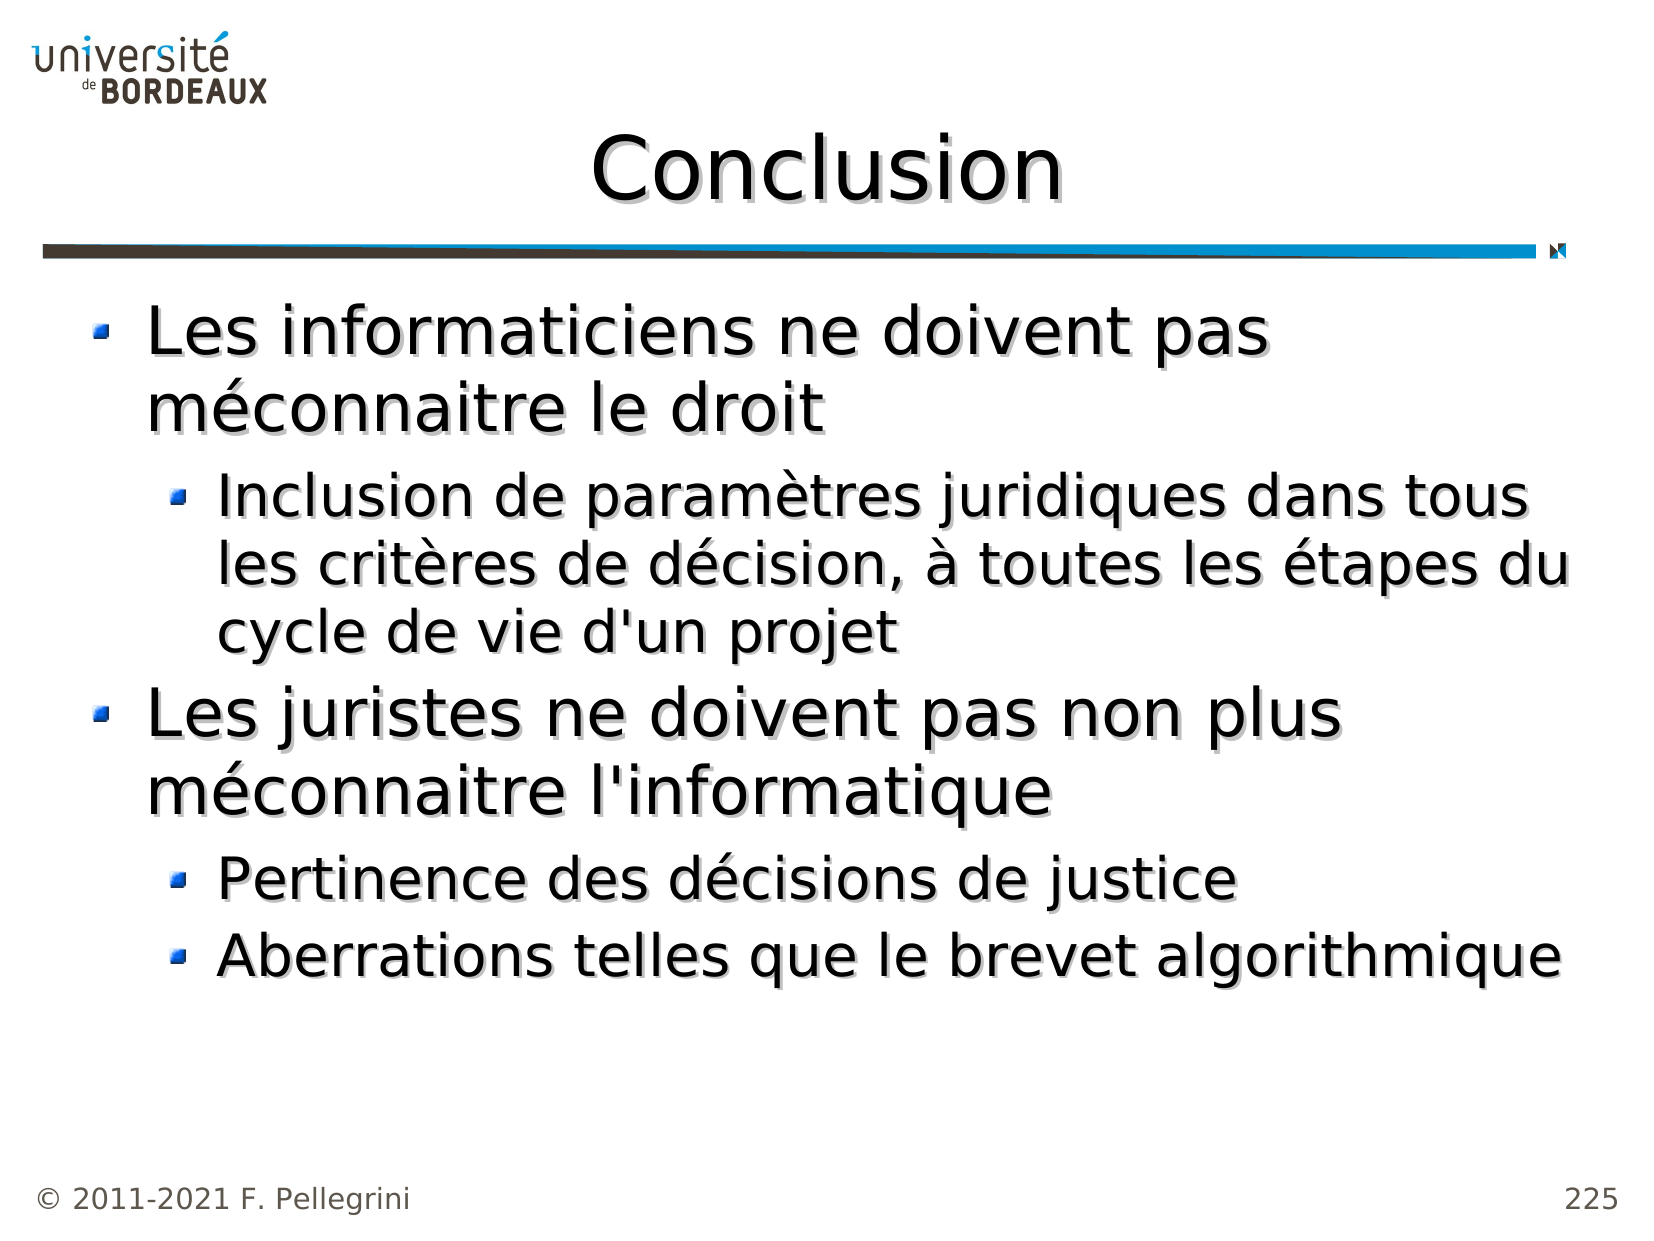 université
de BORDEAUX
Conclusion
Les informaticiens ne doivent pas
méconnaitre le droit
Inclusion de paramètres juridiques dans tous
les critères de décision, à toutes les étapes du
cycle de vie d'un projet
Les juristes ne doivent pas non plus
méconnaitre l'informatique
Pertinence des décisions de justice
Aberrations telles que le brevet algorithmique
© 2011-2021 F. Pellegrini
225